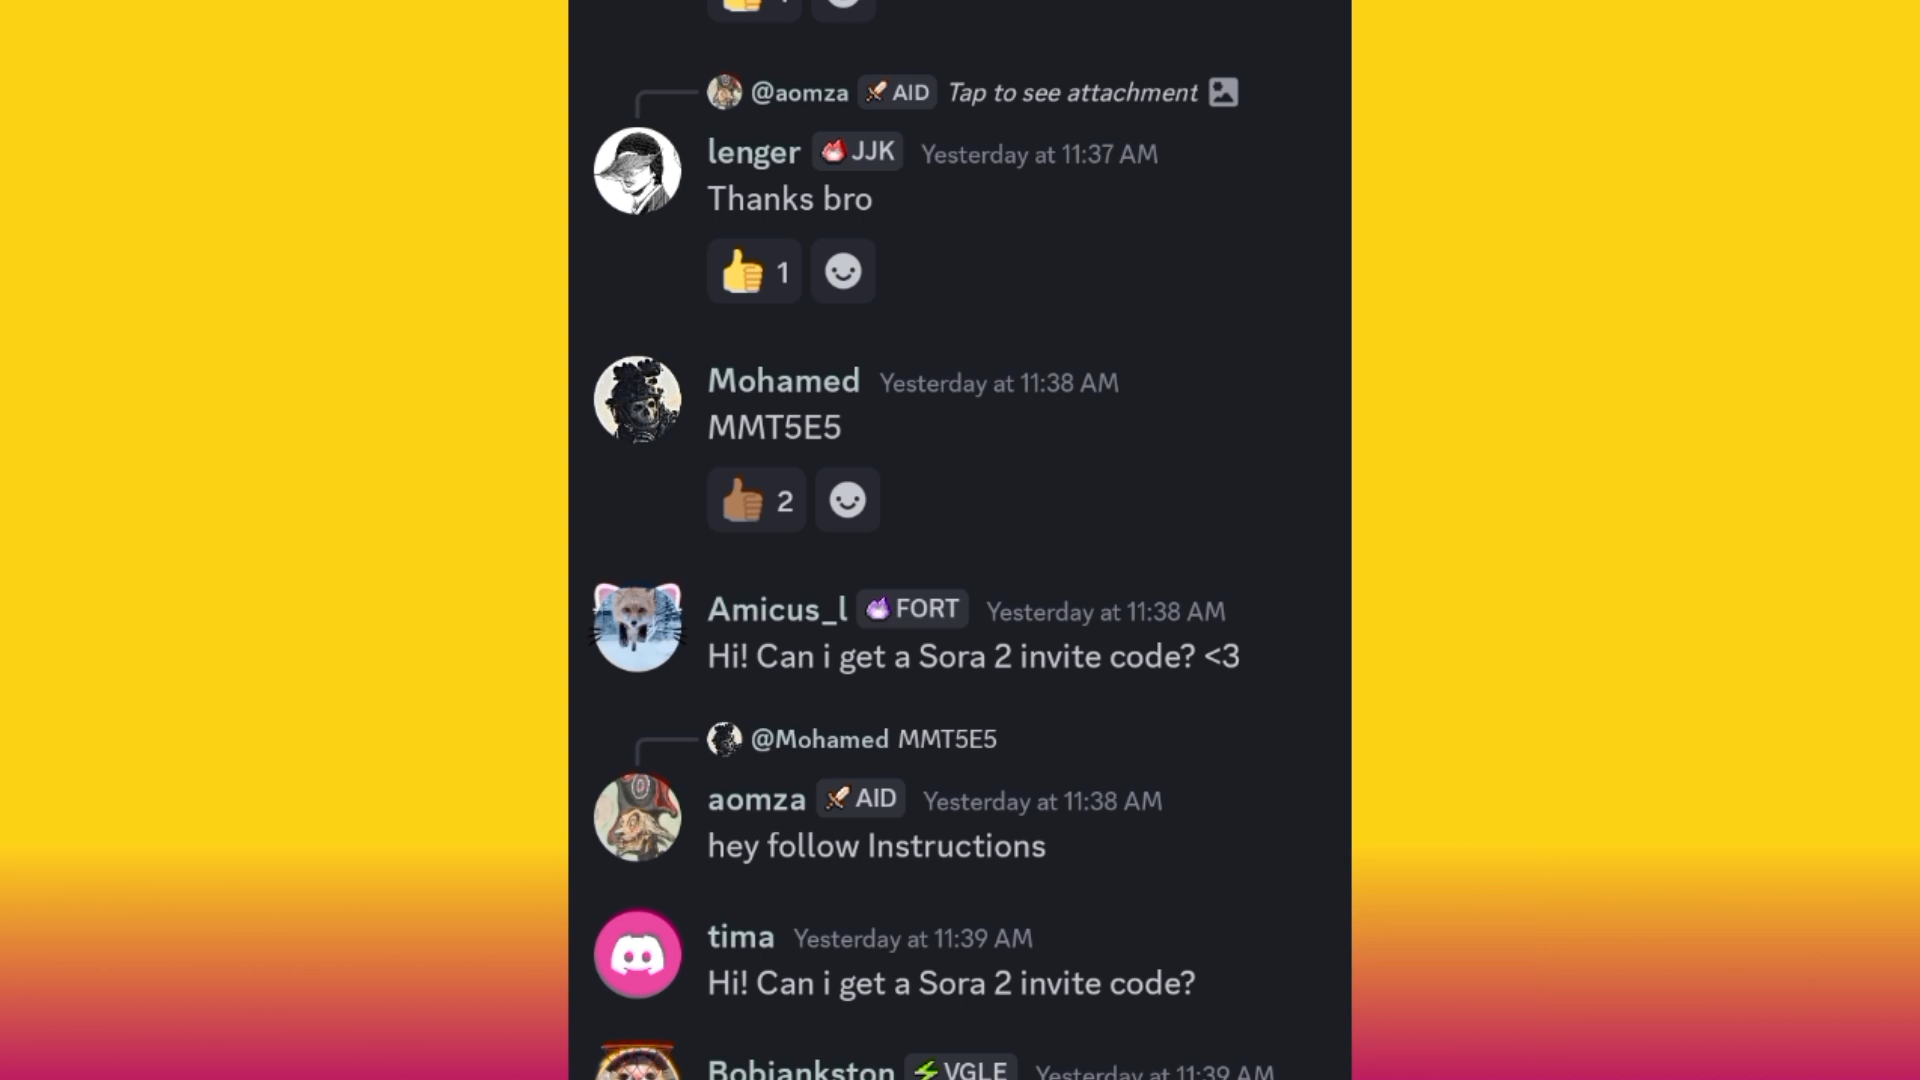 @aomza AID Tap to see attachment
lenger JJK Yesterday at 11:37 AM
Thanks bro
1
Mohamed Yesterday at 11:38 AM
MMT5E5
2
Amicus_l FORT Yesterday at 11:38 AM
Hi! Can i get a Sora 2 invite code? <3
@Mohamed MMT5E5
aomza AID Yesterday at 11:38 AM
hey follow Instructions
tima Yesterday at 11:39 AM
Hi! Can i get a Sora 2 invite code?
Bobjankston VGLE Yesterday at 11:39 AM